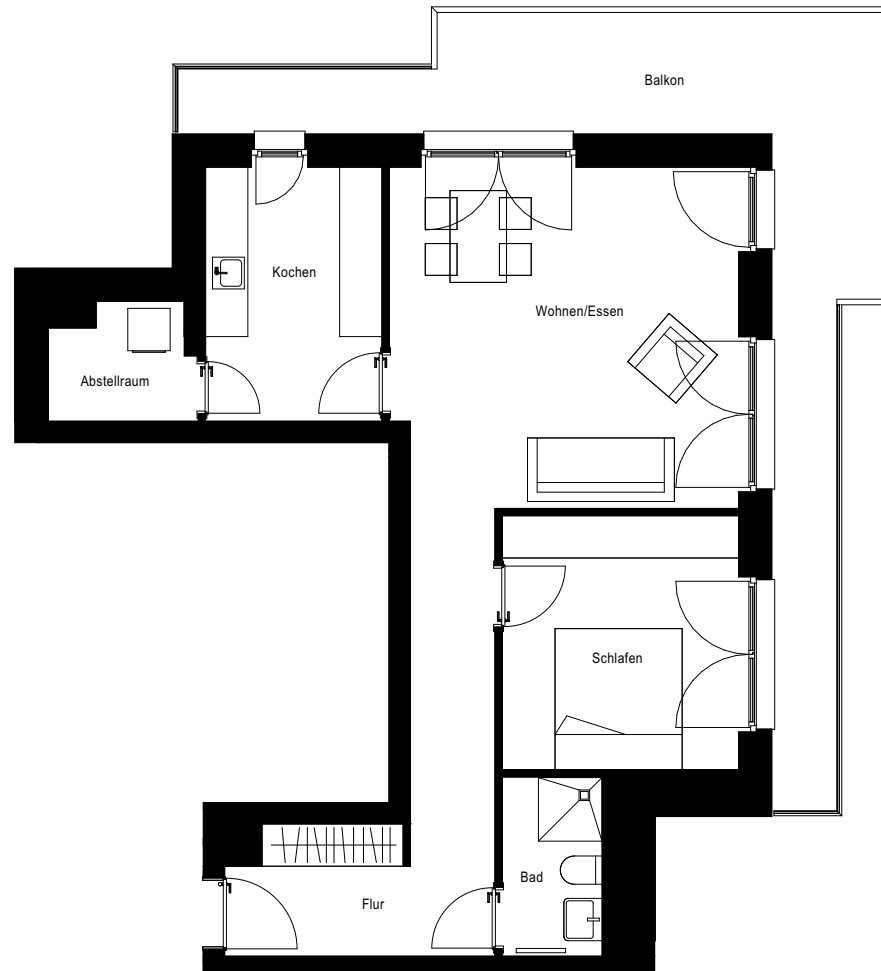 Balkon
Kochen
Wohnen/Essen
Abstellraum
Schlafen
Bad
Flur